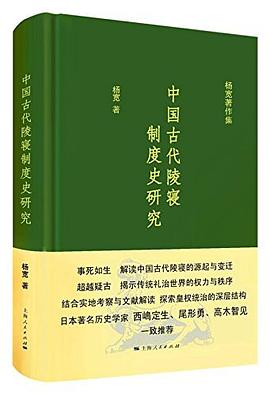 中国古代陵寝制度史研究
杨宽 著
杨宽著作集
中国古代陵寝
制度史研究
杨宽 著
事死如生 解读中国古代陵寝的源起与变迁
超越疑古 揭示传统礼治世界的权力与秩序
结合实地考察与文献解读 探索皇权统治的深层结构
日本著名历史学家 西嶋定生、尾形勇、高木智见
一致推荐
上海人民出版社